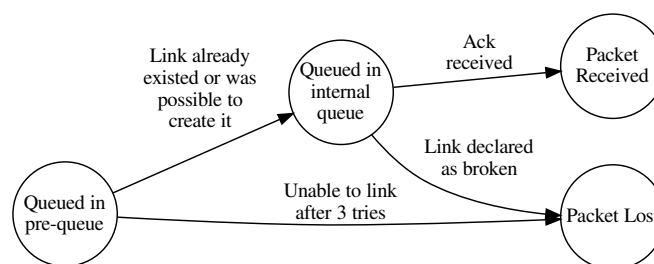 Link already
existed or was
possible to
create it
Queued in
internal
queue
Ack
received
Packet
Received
Link declared
as broken
Queued in
pre-queue
Unable to link
after 3 tries
Packet Lost